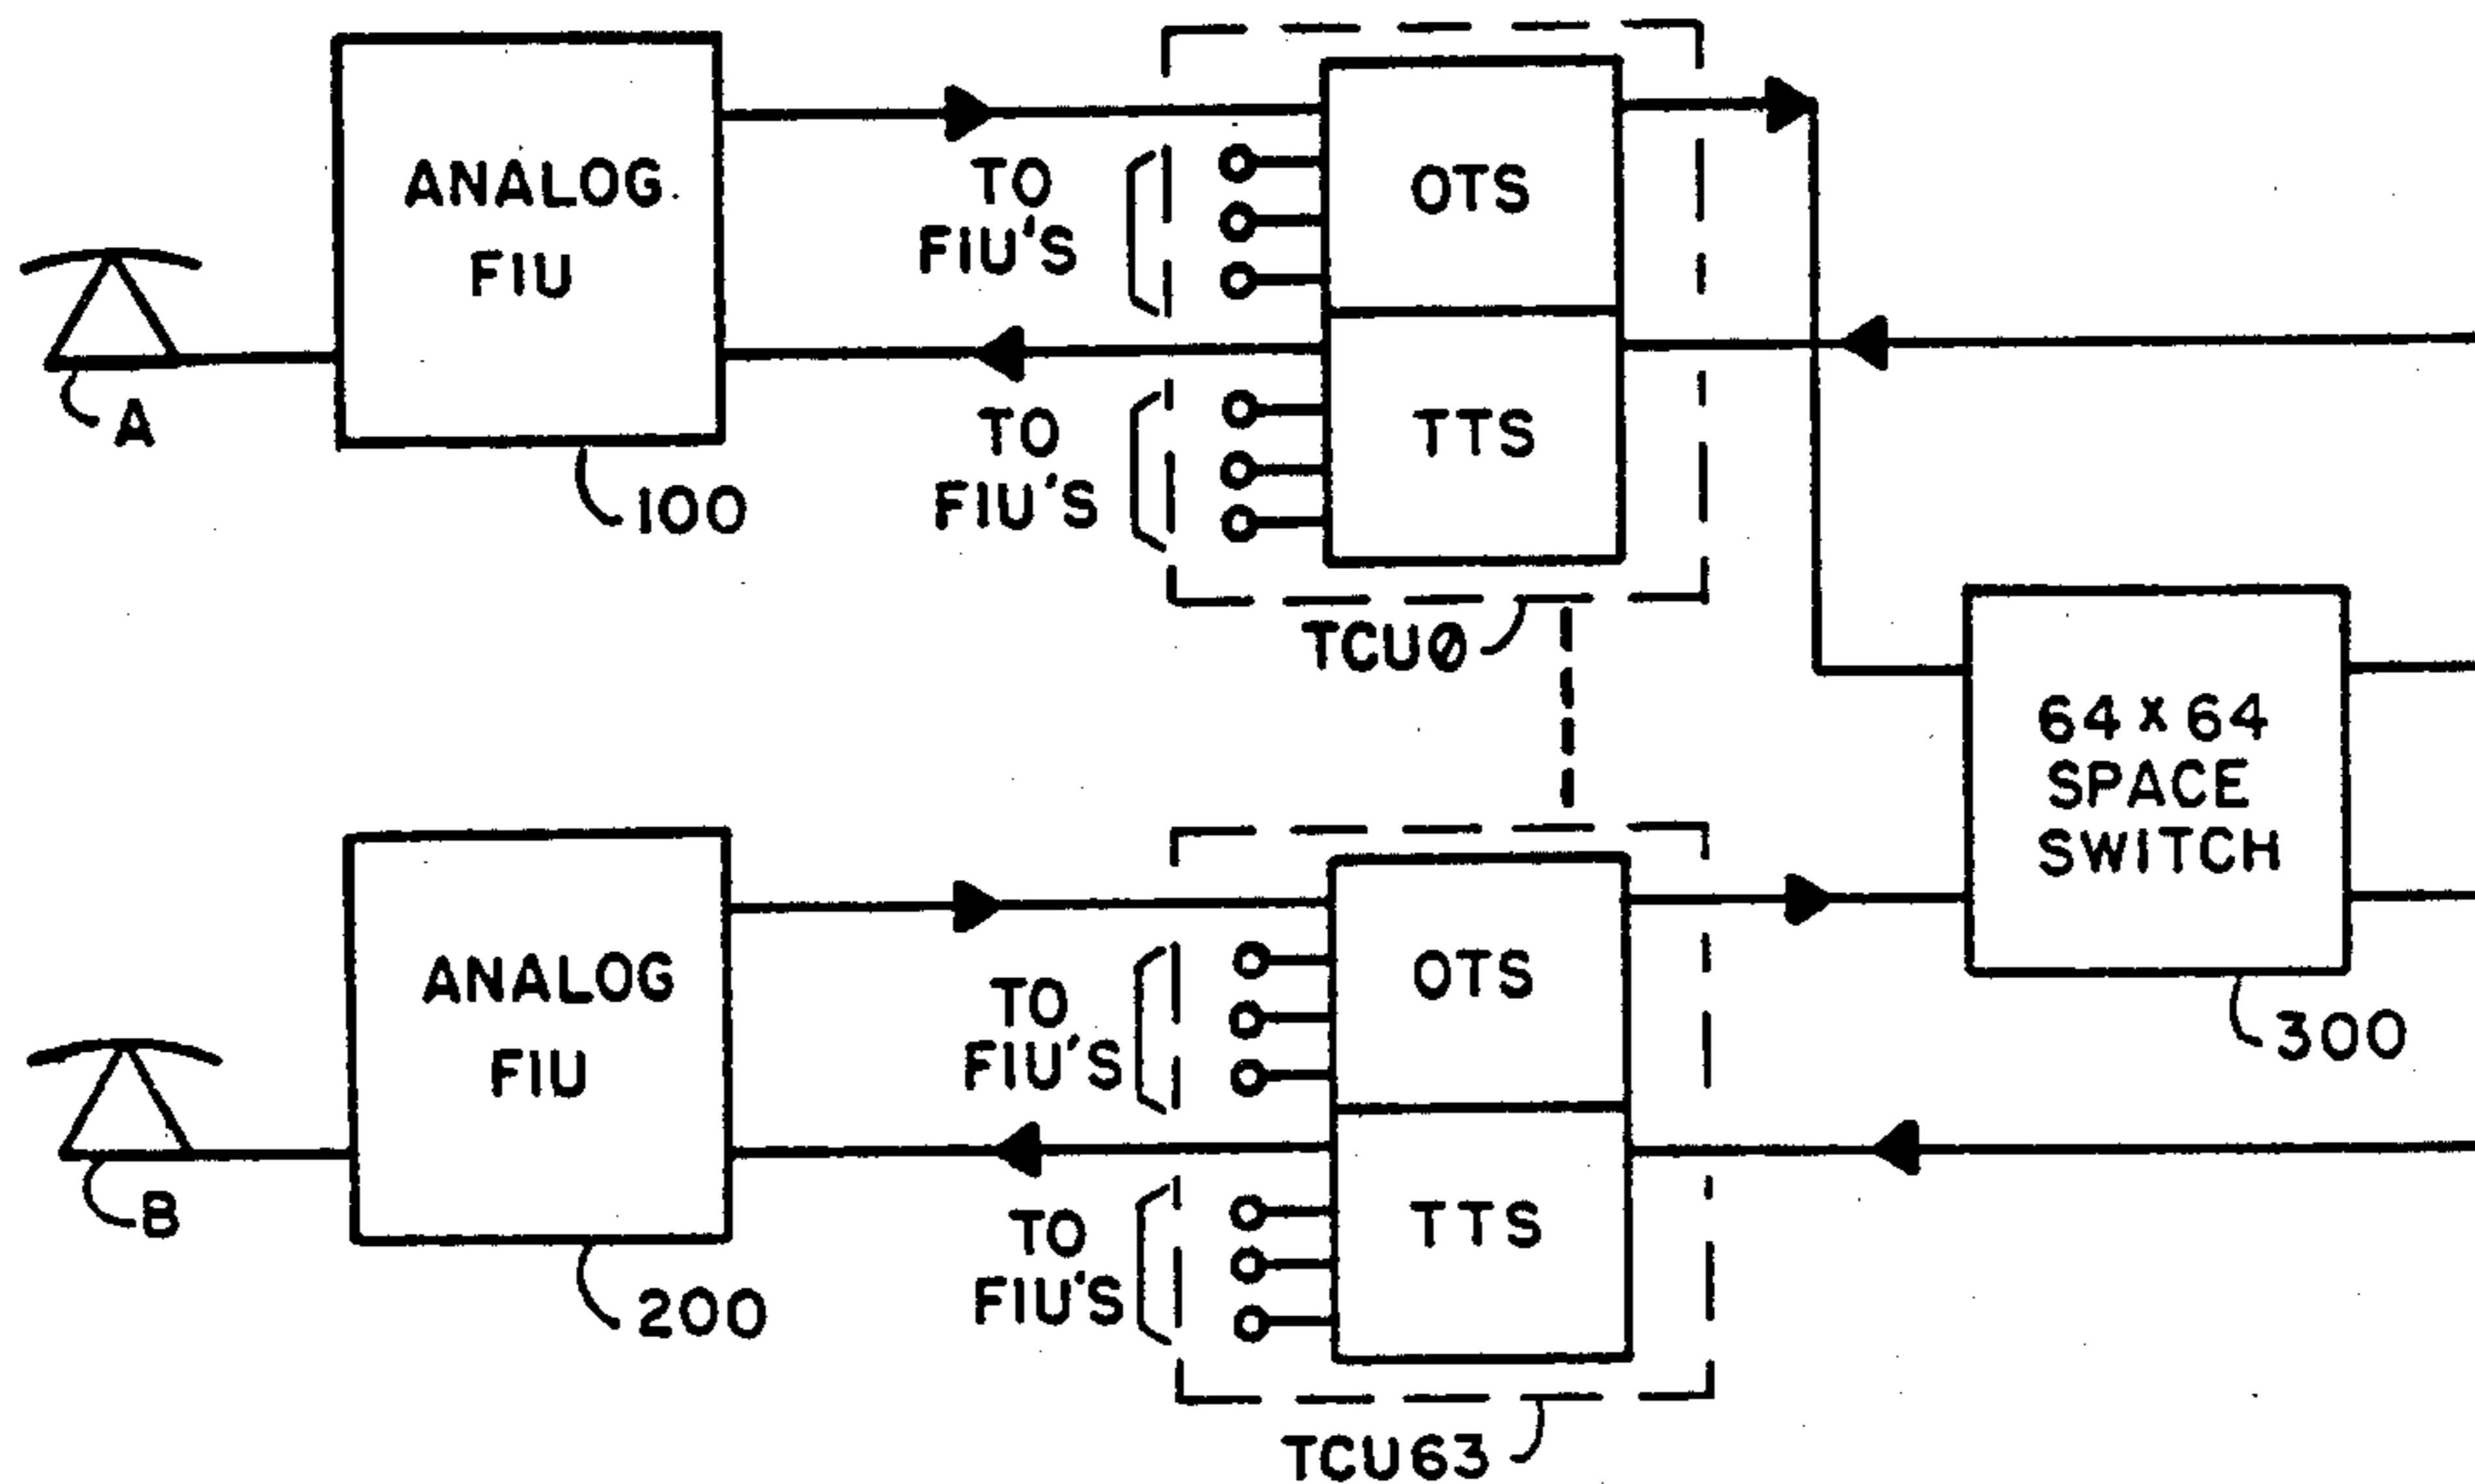 ANALOG
FIU
100
A
TO
FIU'S
TO
FIU'S
OTS
TTS
TCU0
ANALOG
FIU
200
B
TO
FIU'S
TO
FIU'S
OTS
TTS
TCU63
64 x 64
SPACE
SWITCH
300